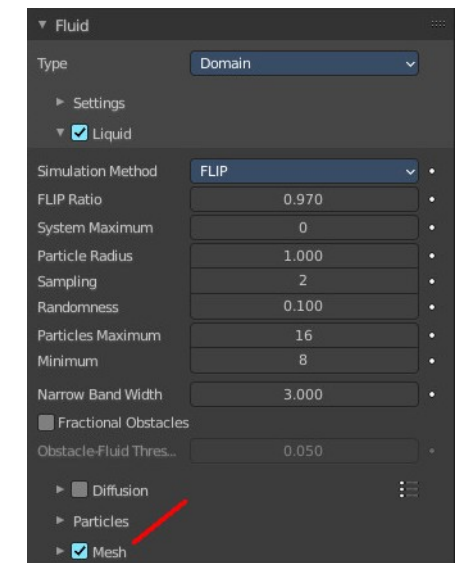 Fluid
Type Domain
Settings
Liquid
Simulation Method FLIP
FLIP Ratio 0.970
System Maximum 0
Particle Radius 1.000
Sampling 2
Randomness 0.100
Particles Maximum 16
Minimum 8
Narrow Band Width 3.000
Fractional Obstacles
Obstacle-Fluid Thres... 0.050
Diffusion
Particles
Mesh